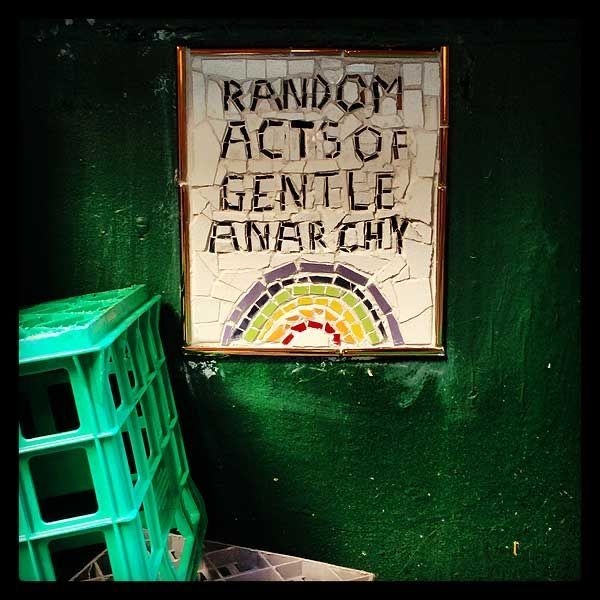 RANDOM
ACTS OF
GENTLE
ANARCHY